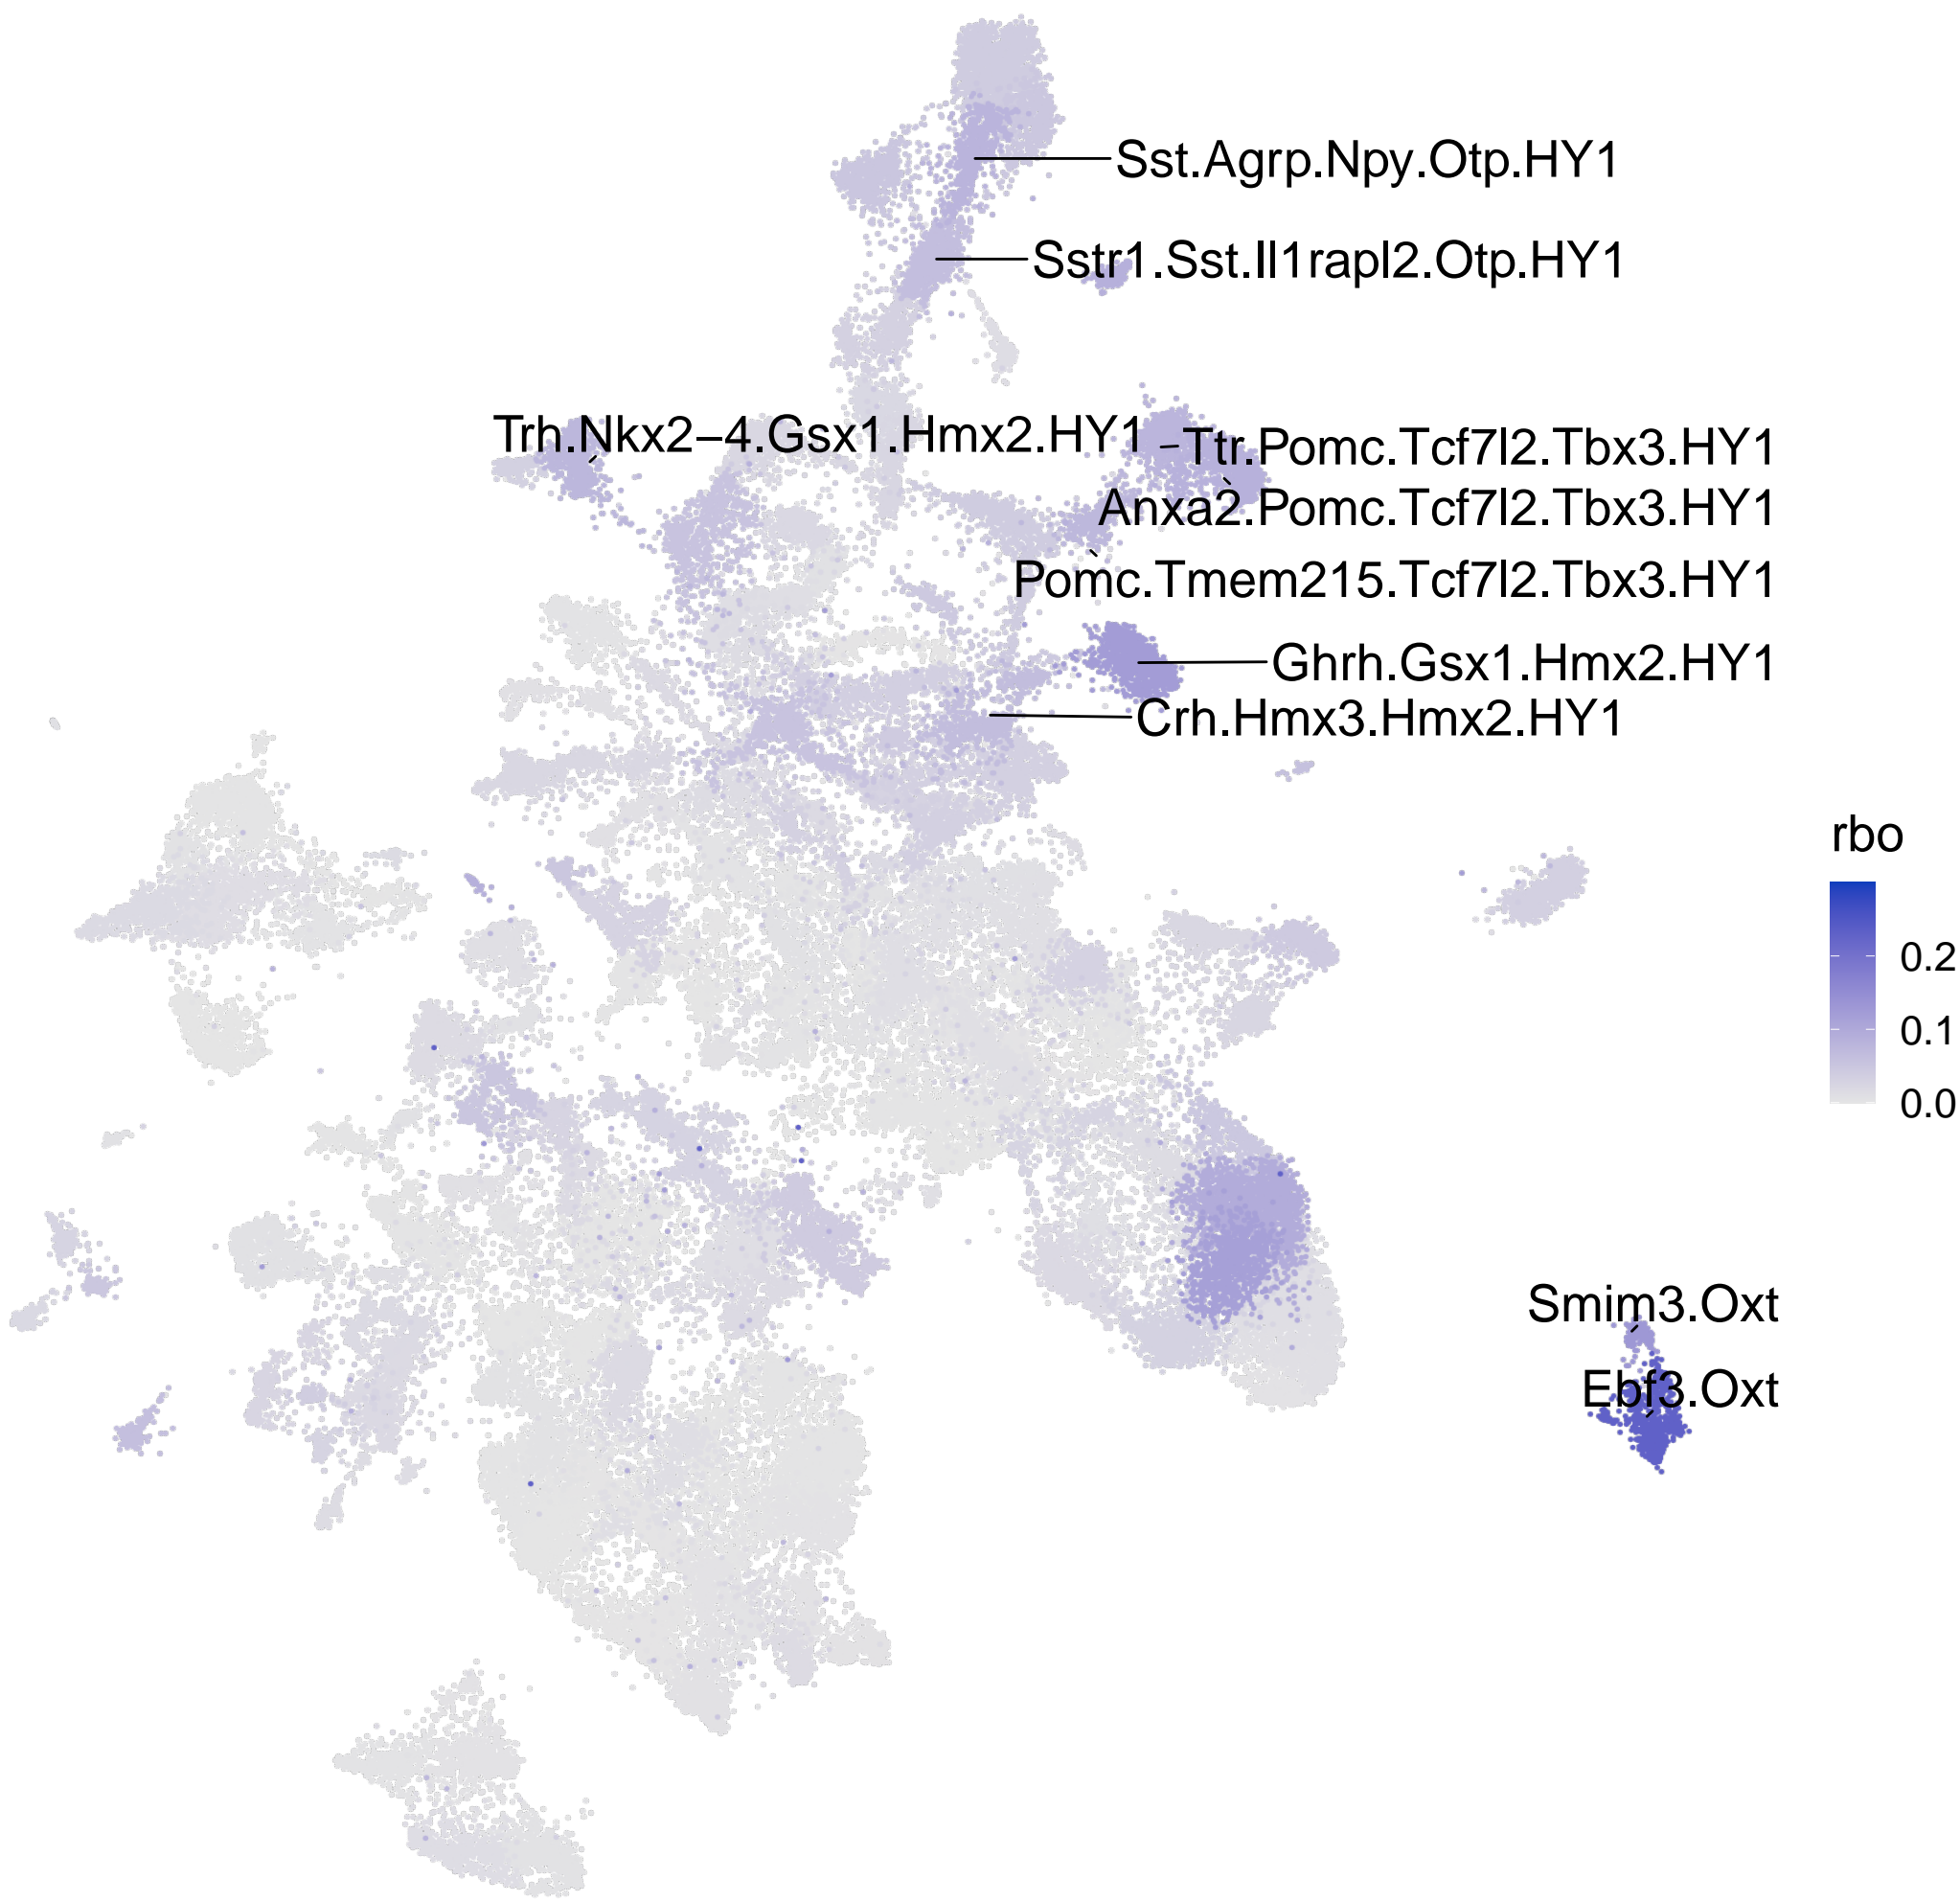 Sst.Agrp.Npy.Otp.HY1
Sstr1.Sst.Il1rapl2.Otp.HY1
Trh.Nkx2−4.Gsx1.Hmx2.HY1
Ttr.Pomc.Tcf7l2.Tbx3.HY1
Anxa2.Pomc.Tcf7l2.Tbx3.HY1
Pomc.Tmem215.Tcf7l2.Tbx3.HY1
Ghrh.Gsx1.Hmx2.HY1
Crh.Hmx3.Hmx2.HY1
rbo
0.2
0.1
0.0
Smim3.Oxt
Ebf3.Oxt